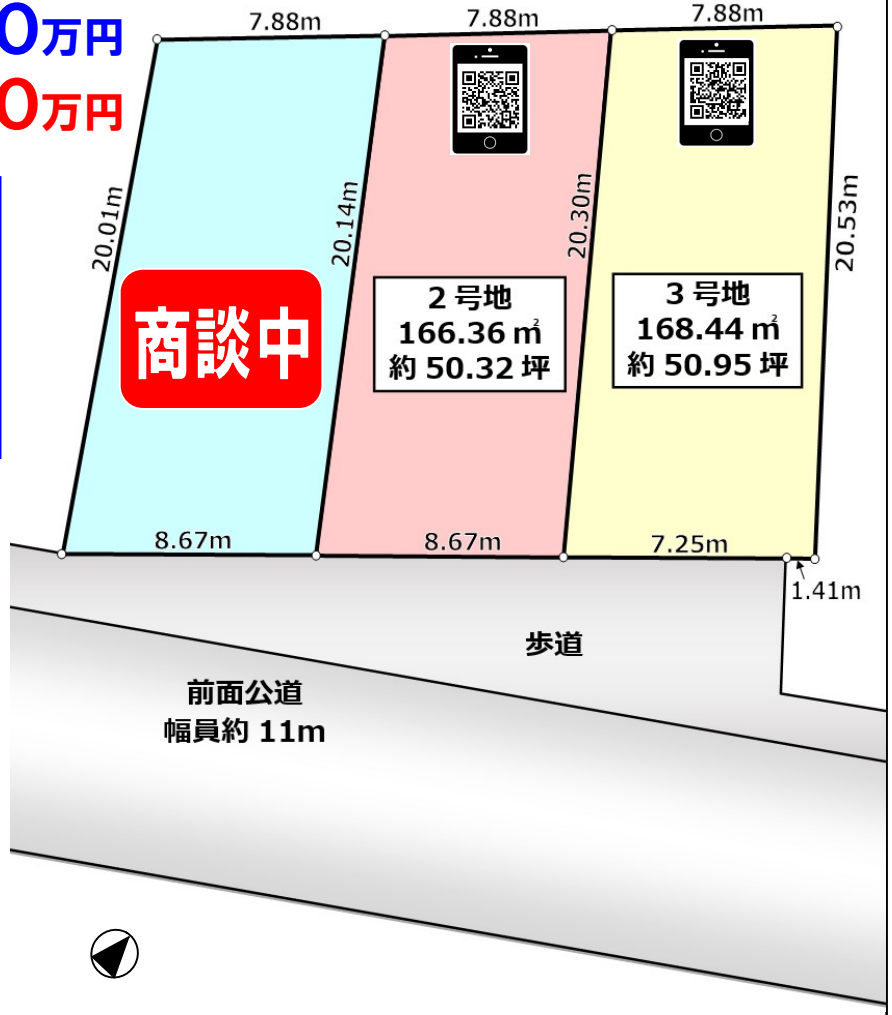 0万円
0万円
7.88m
7.88m
7.88m
20.01m
20.14m
20.30m
20.53m
商談中
2号地
166.36㎡
約50.32坪
3号地
168.44㎡
約50.95坪
8.67m
8.67m
7.25m
1.41m
歩道
前面公道
幅員約 11m